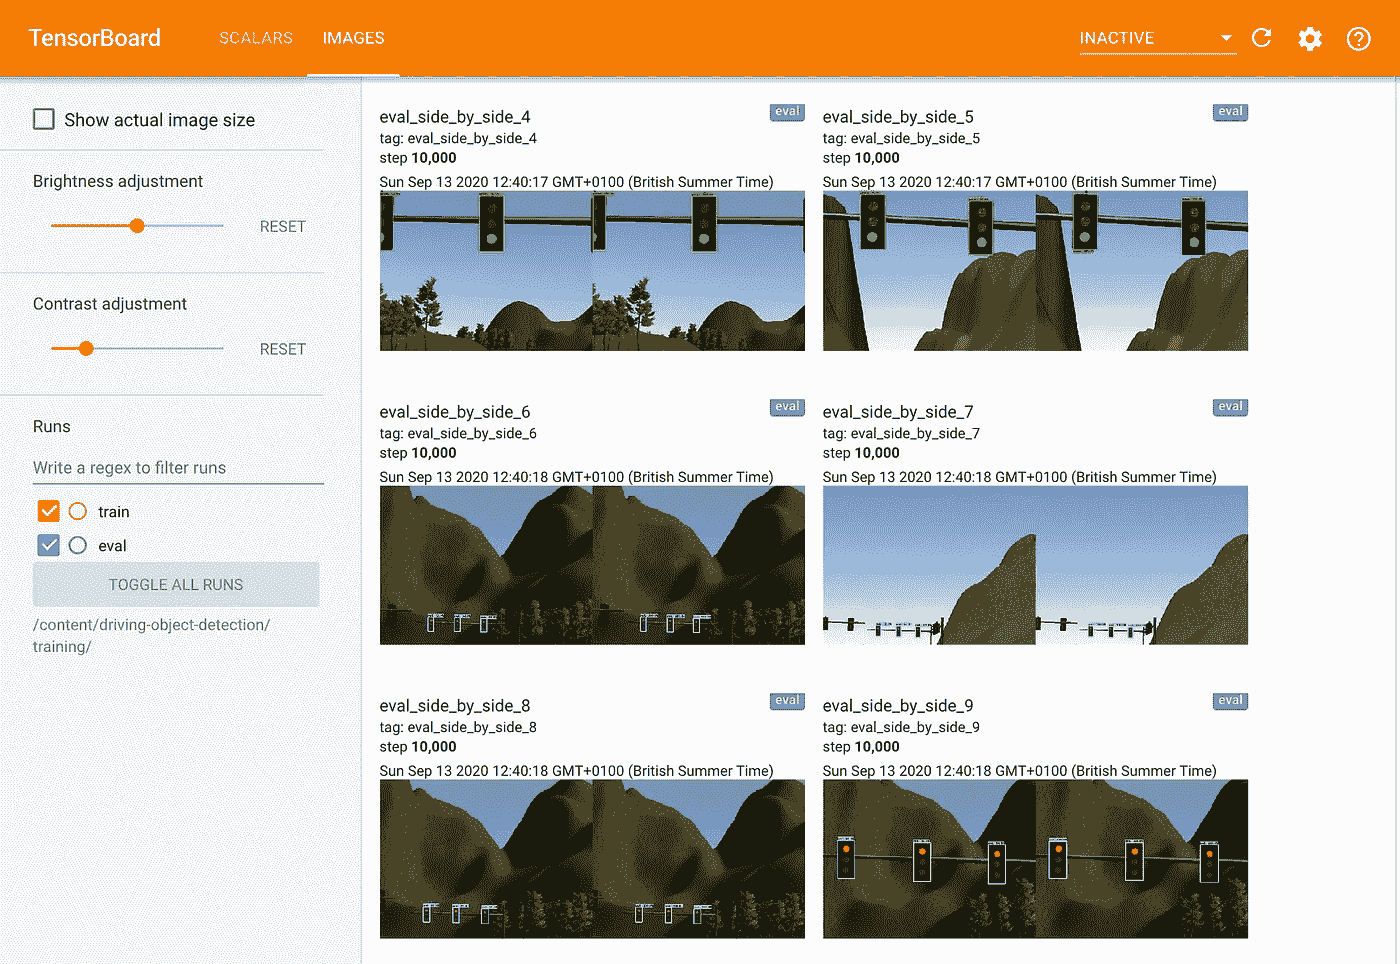 TensorBoard
SCALARS
IMAGES
INACTIVE
Show actual image size
Brightness adjustment
RESET
Contrast adjustment
RESET
Runs
Write a regex to filter runs
train
eval
TOGGLE ALL RUNS
/content/driving-object-detection/
training/
eval_side_by_side_4
eval
tag: eval_side_by_side_4
step 10,000
Sun Sep 13 2020 12:40:17 GMT+0100 (British Summer Time)
eval_side_by_side_5
eval
tag: eval_side_by_side_5
step 10,000
Sun Sep 13 2020 12:40:17 GMT+0100 (British Summer Time)
eval_side_by_side_6
eval
tag: eval_side_by_side_6
step 10,000
Sun Sep 13 2020 12:40:18 GMT+0100 (British Summer Time)
eval_side_by_side_7
eval
tag: eval_side_by_side_7
step 10,000
Sun Sep 13 2020 12:40:18 GMT+0100 (British Summer Time)
eval_side_by_side_8
eval
tag: eval_side_by_side_8
step 10,000
Sun Sep 13 2020 12:40:18 GMT+0100 (British Summer Time)
eval_side_by_side_9
eval
tag: eval_side_by_side_9
step 10,000
Sun Sep 13 2020 12:40:18 GMT+0100 (British Summer Time)